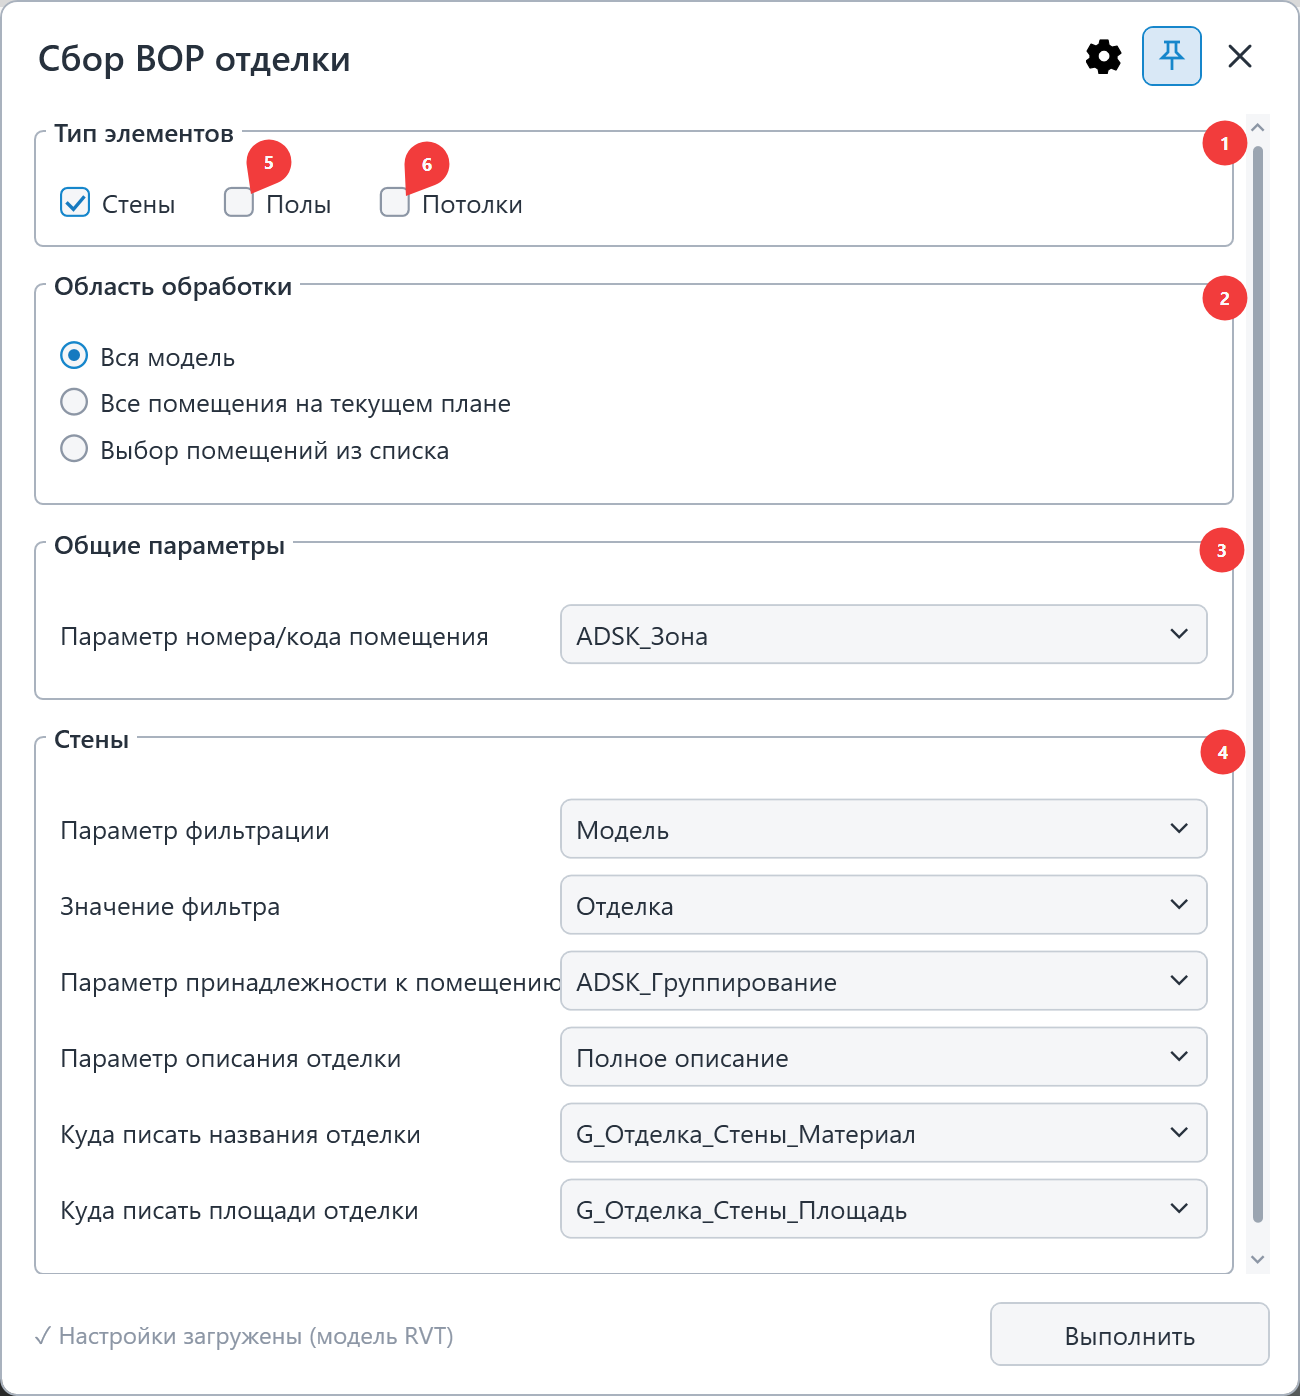 Сбор ВОР отделки
Тип элементов
1
5
6
Стены
Полы
Потолки
Область обработки
2
Вся модель
Все помещения на текущем плане
Выбор помещений из списка
Общие параметры
3
Параметр номера/кода помещения
ADSK_Зона
Стены
4
Параметр фильтрации
Модель
Значение фильтра
Отделка
Параметр принадлежности к помещению
ADSK_Группирование
Параметр описания отделки
Полное описание
Куда писать названия отделки
G_Отделка_Стены_Материал
Куда писать площади отделки
G_Отделка_Стены_Площадь
✓ Настройки загружены (модель RVT)
Выполнить